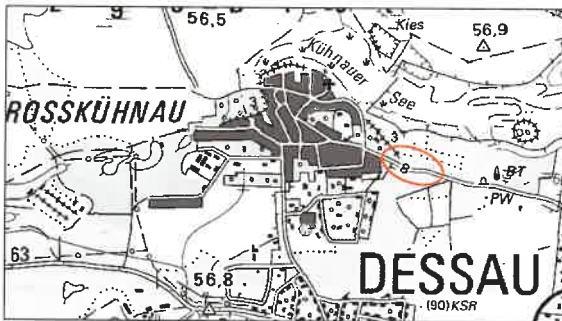 56,5
Kies
56,9
Kühnauer
See
ROSSKÜHNAU
3
8
BT
PW
63
56,8
DESSAU
(90)KSR